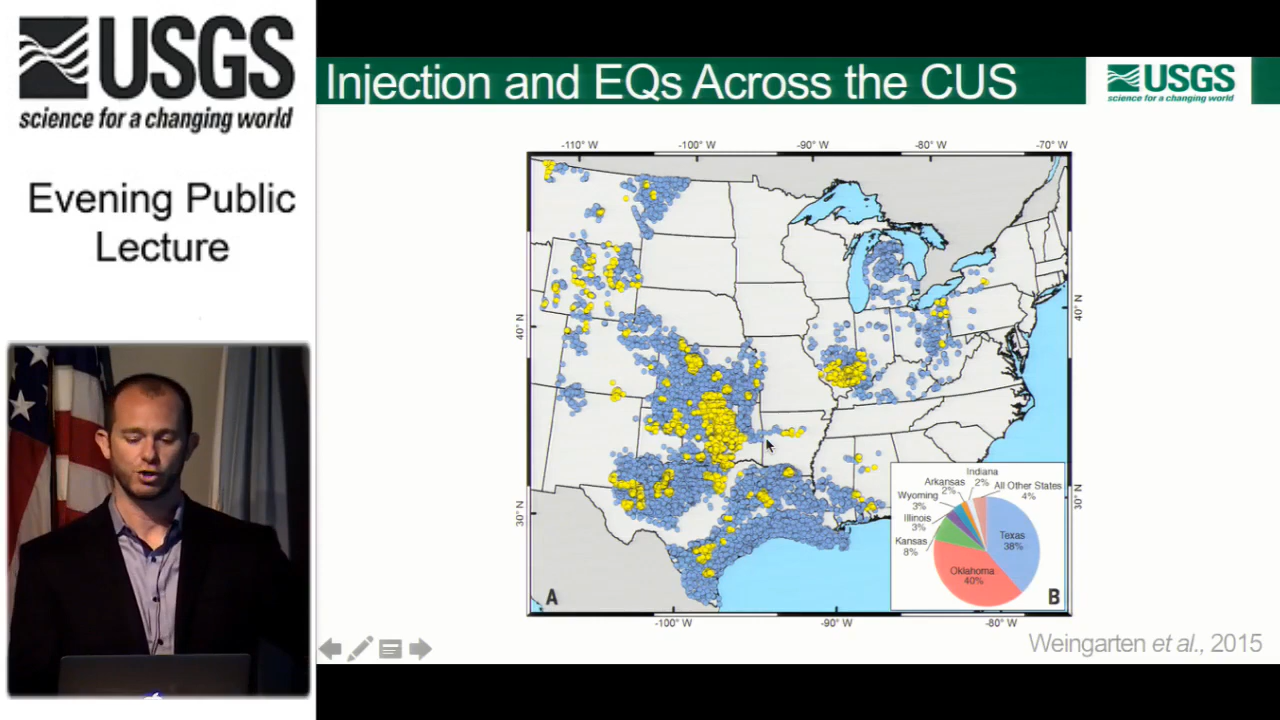 USGS
science for a changing world
Evening Public
Lecture
Injection and EQs Across the CUS
USGS
science for a changing world
-110° W
-100° W
-90° W
-80° W
-70° W
40° N
40° N
30° N
30° N
-100° W
-90° W
-80° W
A
B
Indiana
2%
Arkansas
2%
All Other States
4%
Wyoming
3%
Illinois
3%
Kansas
8%
Texas
38%
Oklahoma
40%
Weingarten et al., 2015